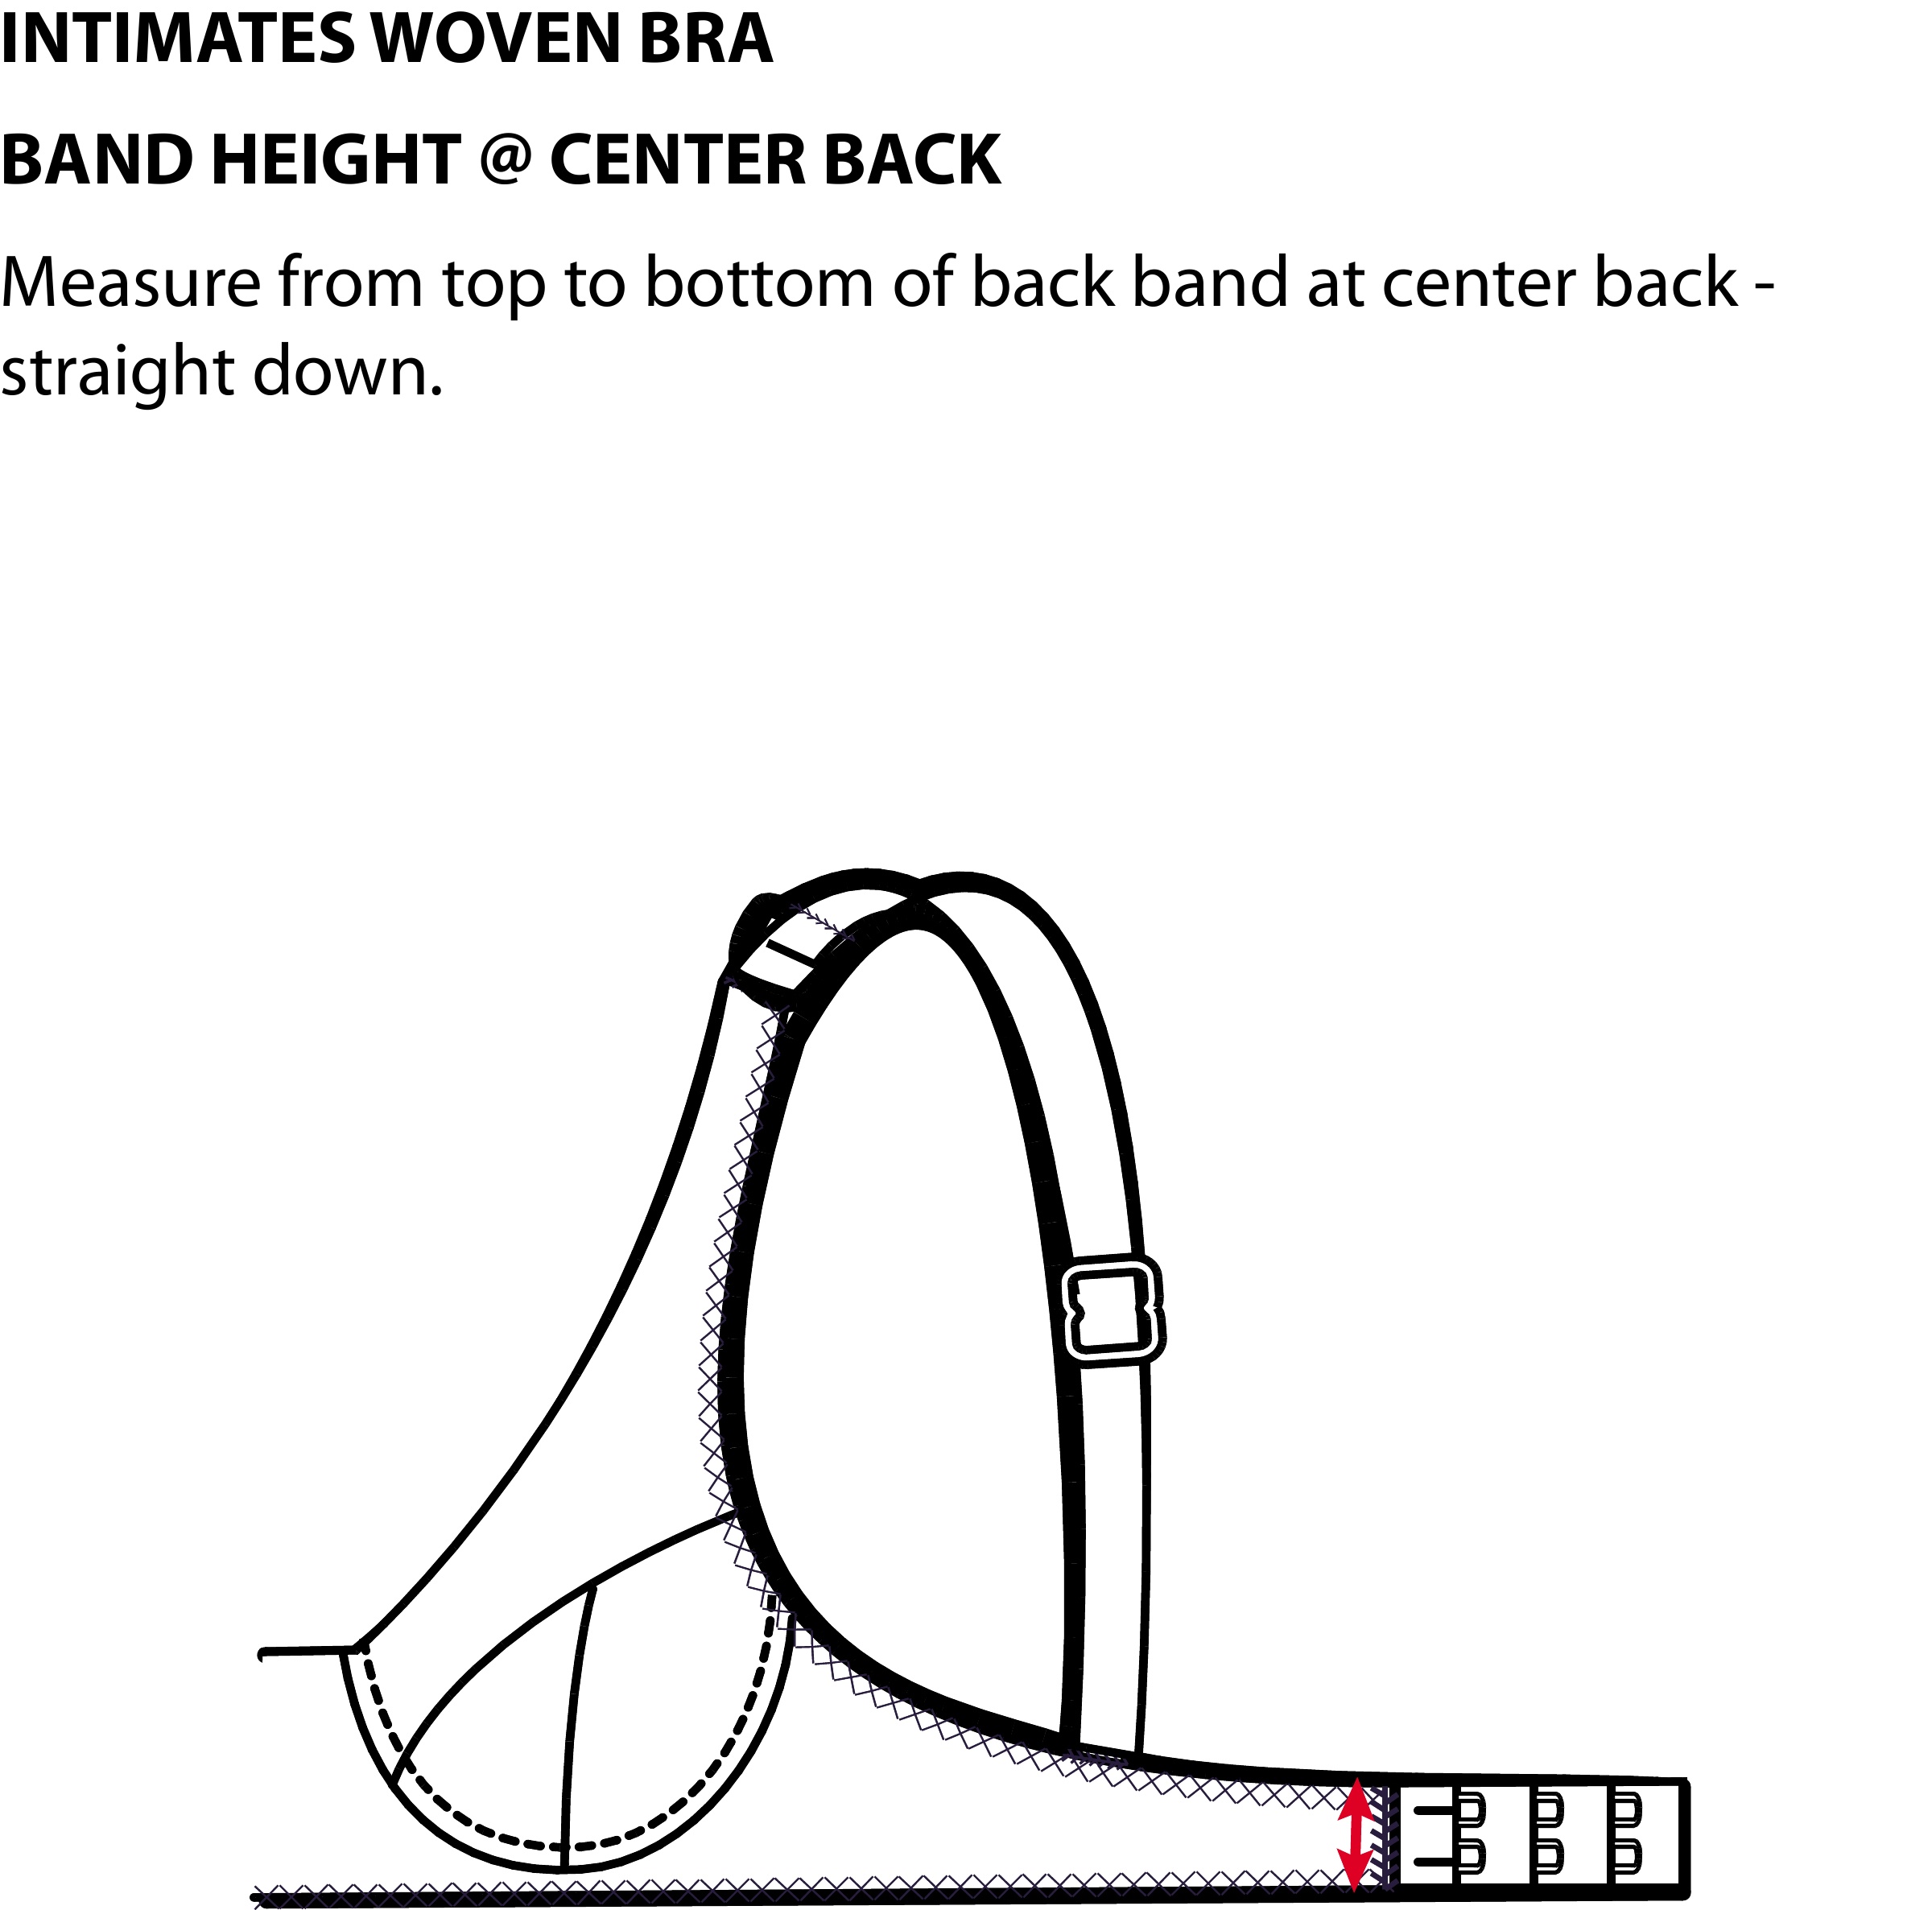 INTIMATES WOVEN BRA
BAND HEIGHT @ CENTER BACK
Measure from top to bottom of back band at center back -
straight down.